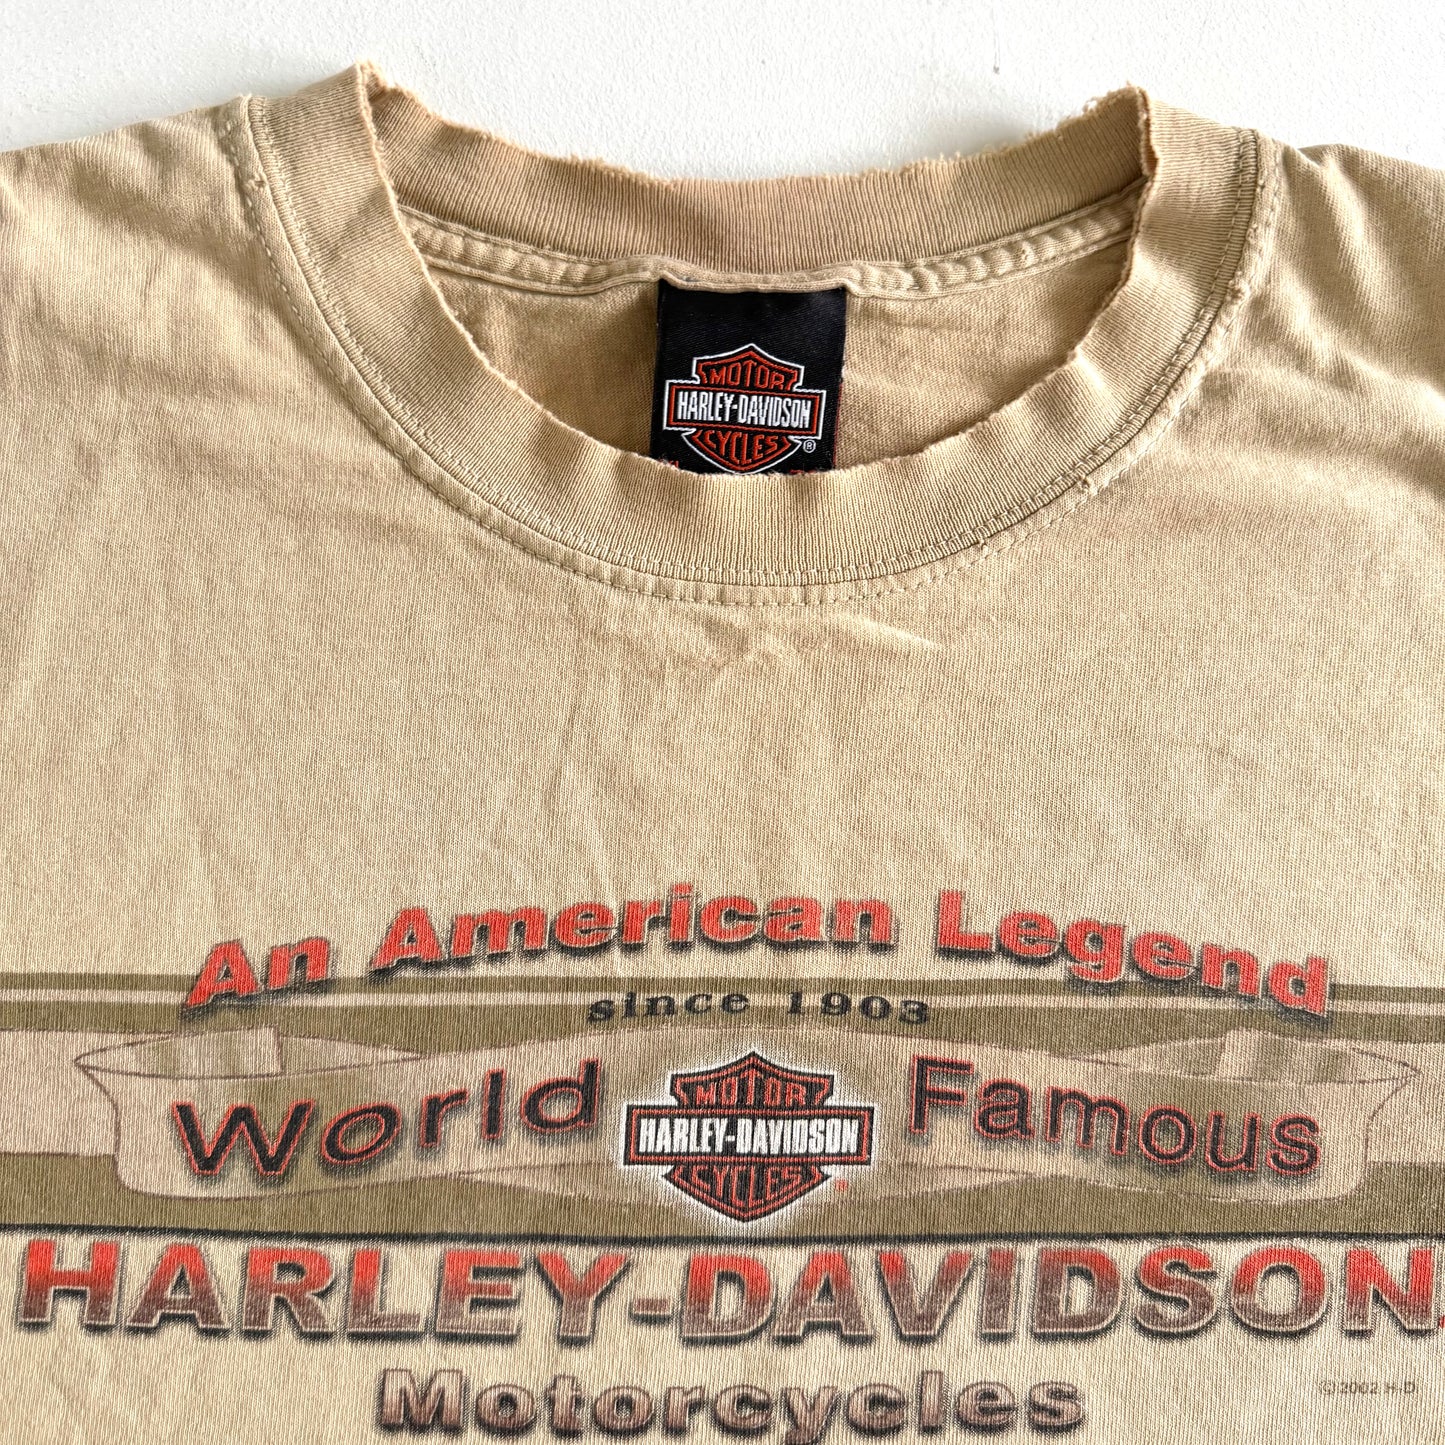 MOTOR
HARLEY-DAVIDSON
CYCLES ®
An American Legend
since 1903
World Famous
MOTOR
HARLEY-DAVIDSON
CYCLES
HARLEY-DAVIDSON
Motorcycles
©2002 H-D